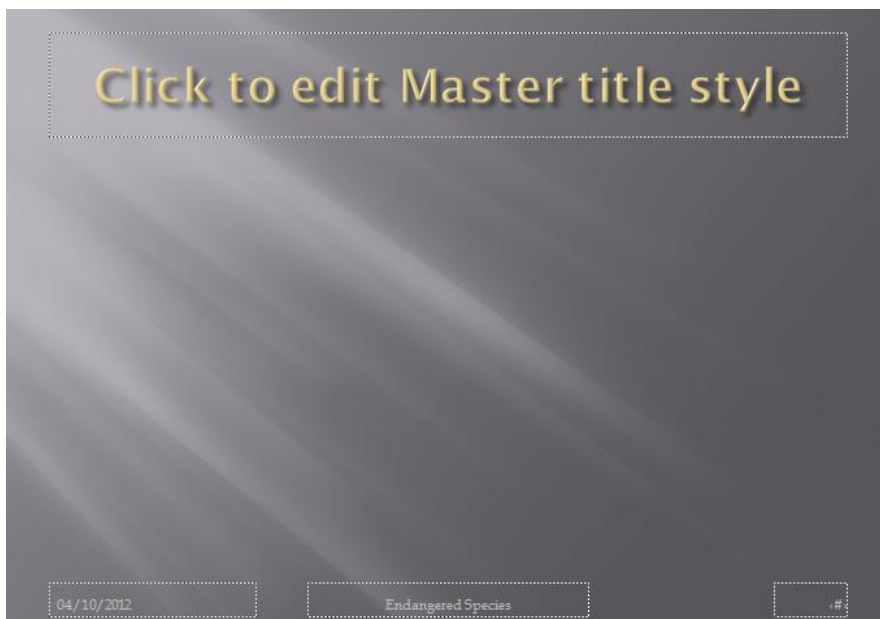 Click to edit Master title style
04/10/2012 Endangered Species ‹#›